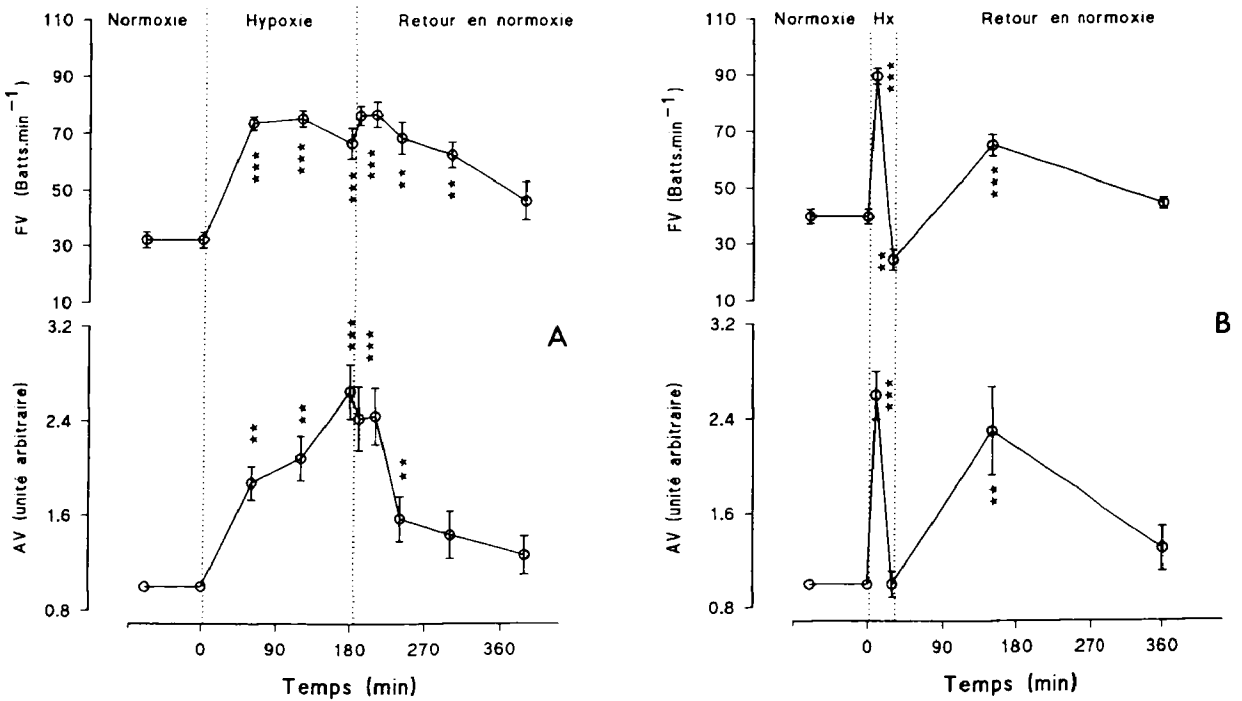 Normoxie Hypoxie Retour en normoxie
110
90
70
50
30
10
FV (Batts.min⁻¹)
★★★ ★★★ ★★★ ★★★ ★★ ★★
3.2
2.4
1.6
0.8
AV (unité arbitraire)
★★ ★★ ★★★ ★★★ ★★
A
0 90 180 270 360
Temps (min)
Normoxie Hx Retour en normoxie
110
90
70
50
30
10
FV (Batts.min⁻¹)
★★★ ★★ ★★★
3.2
2.4
1.6
0.8
AV (unité arbitraire)
★★★ ★★
B
0 90 180 270 360
Temps (min)